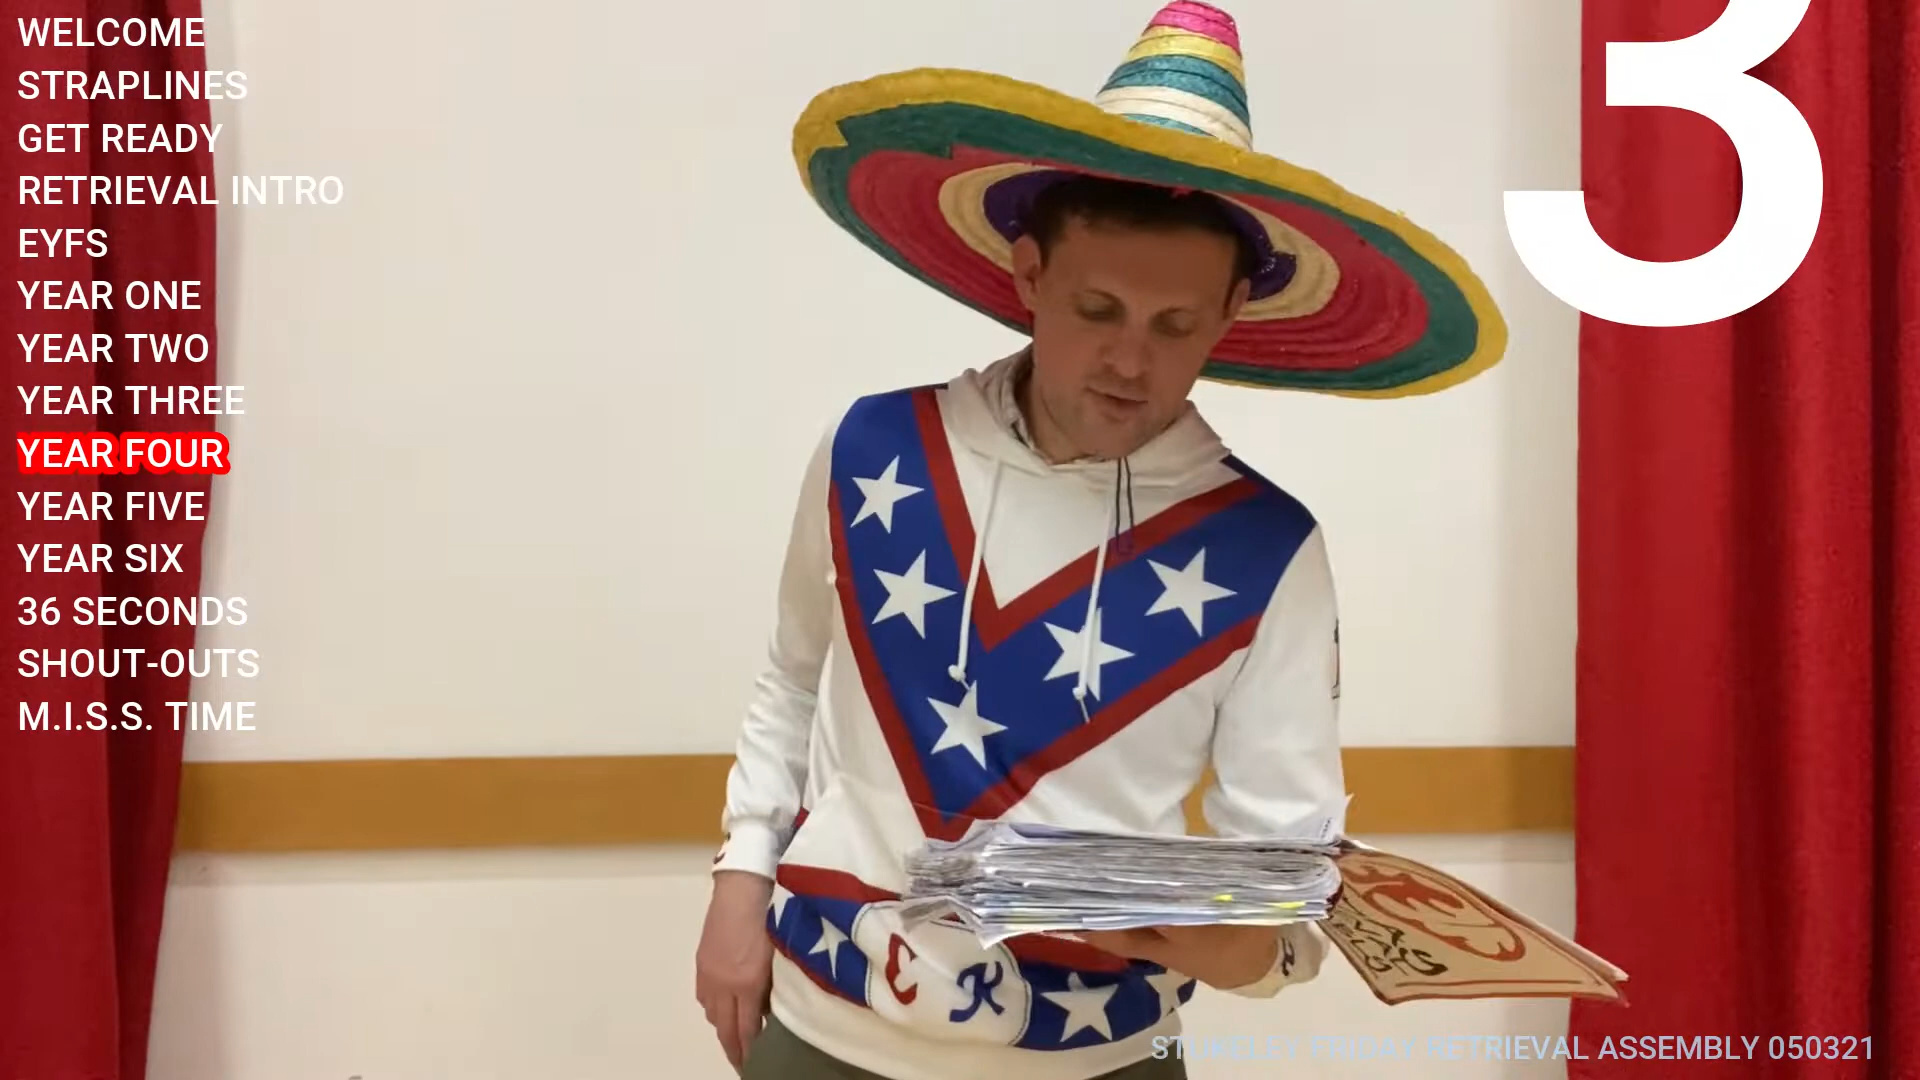 WELCOME
STRAPLINES
GET READY
RETRIEVAL INTRO
EYFS
YEAR ONE
YEAR TWO
YEAR THREE
YEAR FOUR
YEAR FIVE
YEAR SIX
36 SECONDS
SHOUT-OUTS
M.I.S.S. TIME
3
E K
STUKELEY FRIDAY RETRIEVAL ASSEMBLY 050321